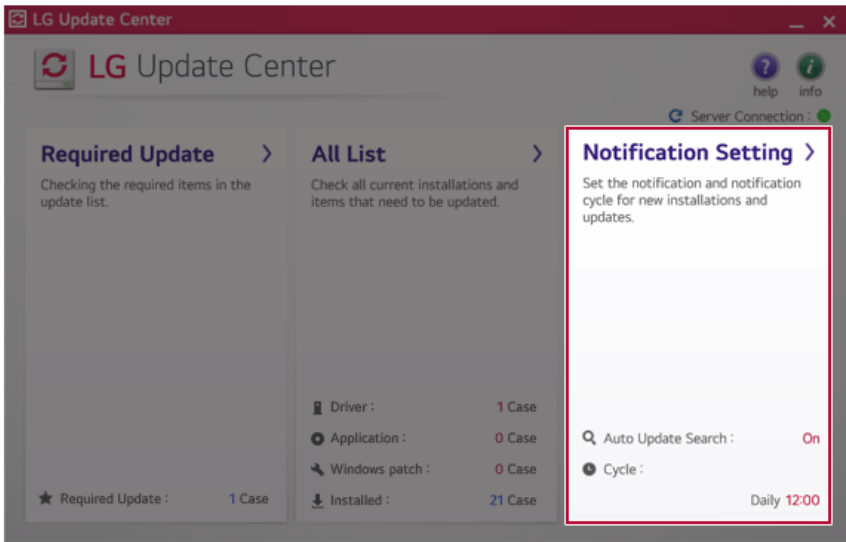 LG Update Center
LG Update Center
help
info
Server Connection :
Required Update
Checking the required items in the
update list.
Required Update :
1 Case
All List
Check all current installations and
items that need to be updated.
Driver :
1 Case
Application :
0 Case
Windows patch :
0 Case
Installed :
21 Case
Notification Setting
Set the notification and notification
cycle for new installations and
updates.
Auto Update Search :
On
Cycle :
Daily 12:00